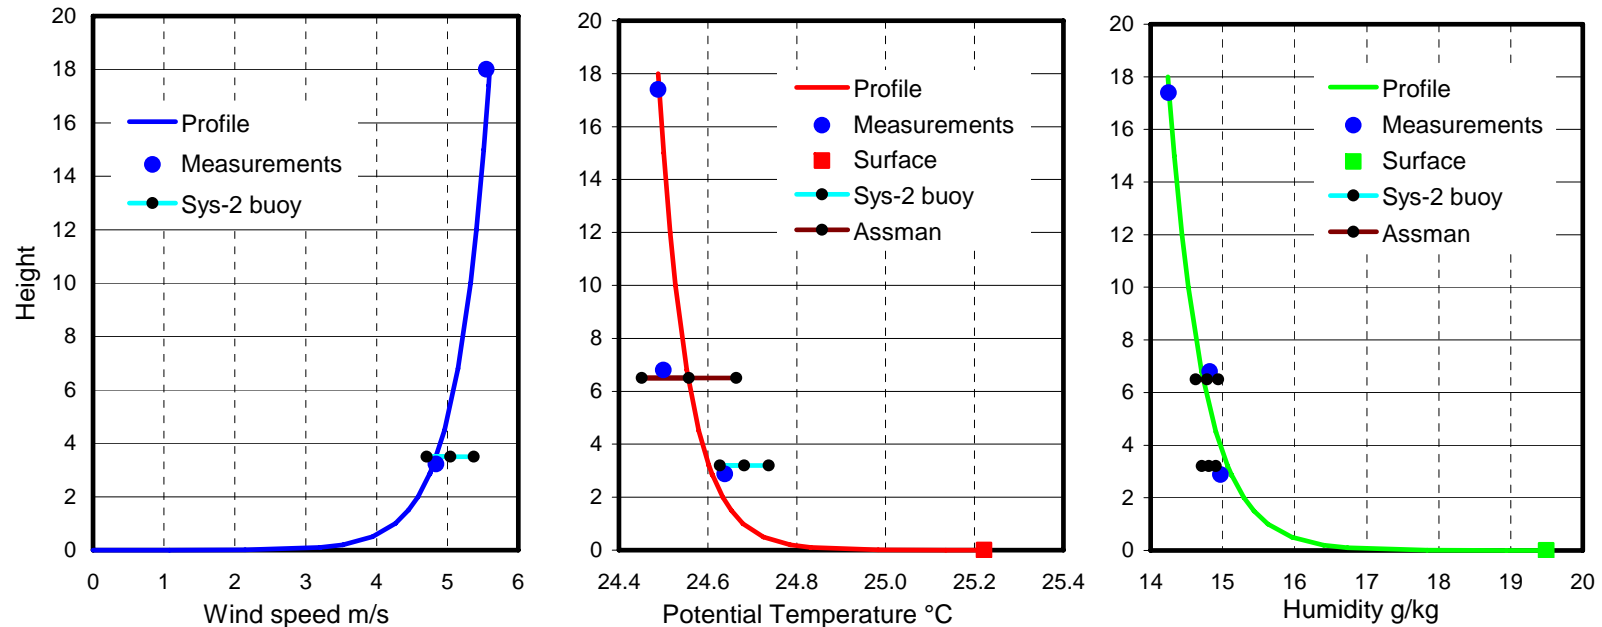 Height
20
18
16
14
12
10
8
6
4
2
0
Profile
Measurements
Sys-2 buoy
0 1 2 3 4 5 6
Wind speed m/s
20
18
16
14
12
10
8
6
4
2
0
Profile
Measurements
Surface
Sys-2 buoy
Assman
24.4 24.6 24.8 25.0 25.2 25.4
Potential Temperature °C
20
18
16
14
12
10
8
6
4
2
0
Profile
Measurements
Surface
Sys-2 buoy
Assman
14 15 16 17 18 19 20
Humidity g/kg